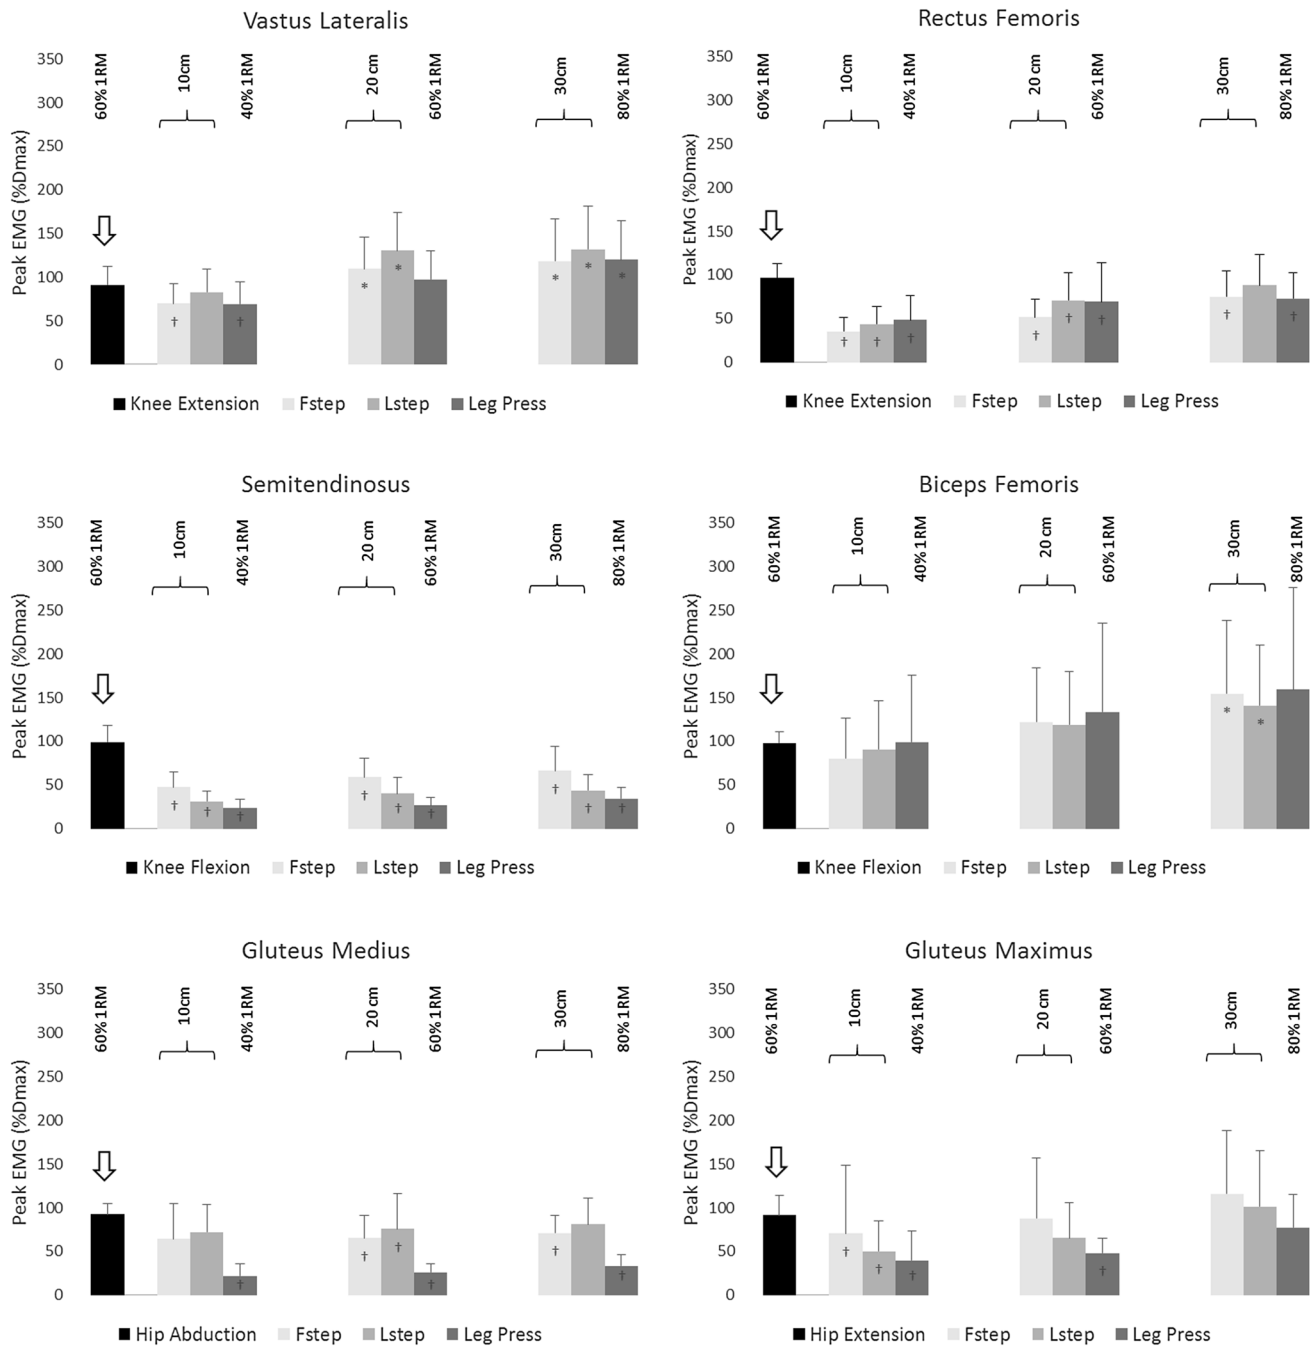 Vastus Lateralis
Peak EMG (%Dmax)
350
300
250
200
150
100
50
0
60%1RM
10cm
40%1RM
20 cm
60%1RM
30cm
80%1RM
†
†
*
*
*
*
*
Knee Extension Fstep Lstep Leg Press
Rectus Femoris
Peak EMG (%Dmax)
350
300
250
200
150
100
50
0
60%1RM
10cm
40%1RM
20 cm
60%1RM
30cm
80%1RM
†
†
†
†
†
†
†
†
Knee Extension Fstep Lstep Leg Press
Semitendinosus
Peak EMG (%Dmax)
350
300
250
200
150
100
50
0
60%1RM
10cm
40%1RM
20 cm
60%1RM
30cm
80%1RM
†
†
†
†
†
†
†
†
†
Knee Flexion Fstep Lstep Leg Press
Biceps Femoris
Peak EMG (%Dmax)
350
300
250
200
150
100
50
0
60%1RM
10cm
40%1RM
20 cm
60%1RM
30cm
80%1RM
*
*
Knee Flexion Fstep Lstep Leg Press
Gluteus Medius
Peak EMG (%Dmax)
350
300
250
200
150
100
50
0
60%1RM
10cm
40%1RM
20 cm
60%1RM
30cm
80%1RM
†
†
†
†
†
†
Hip Abduction Fstep Lstep Leg Press
Gluteus Maximus
Peak EMG (%Dmax)
350
300
250
200
150
100
50
0
60%1RM
10cm
40%1RM
20 cm
60%1RM
30cm
80%1RM
†
†
†
†
Hip Extension Fstep Lstep Leg Press